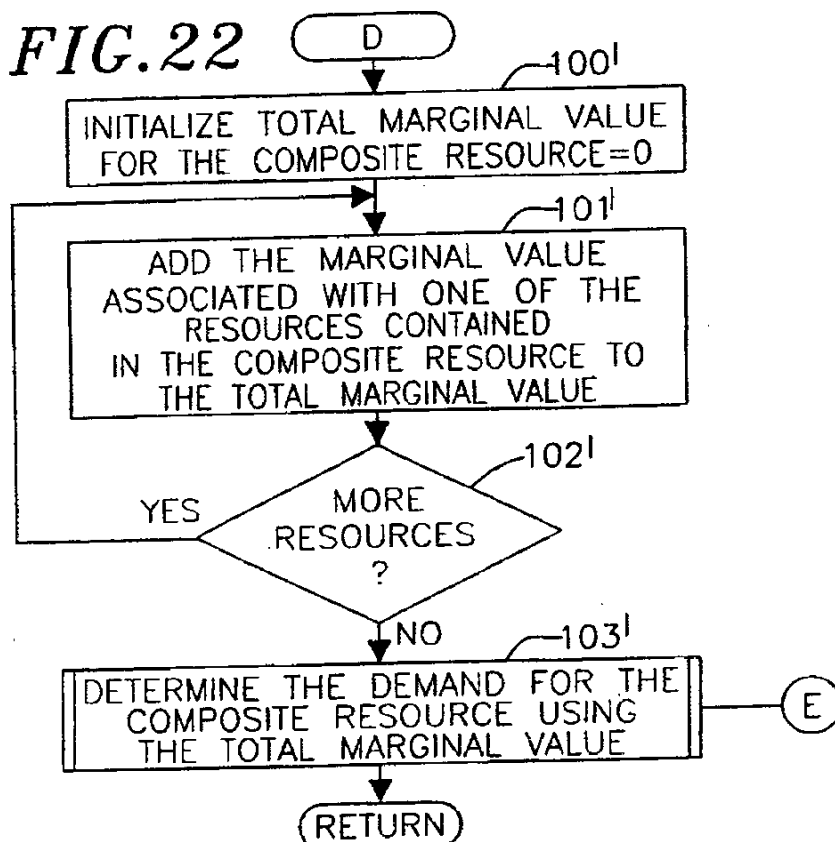 FIG.22
D
100'
INITIALIZE TOTAL MARGINAL VALUE
FOR THE COMPOSITE RESOURCE=0
101'
ADD THE MARGINAL VALUE
ASSOCIATED WITH ONE OF THE
RESOURCES CONTAINED
IN THE COMPOSITE RESOURCE TO
THE TOTAL MARGINAL VALUE
102'
MORE
RESOURCES
?
YES
NO
103'
DETERMINE THE DEMAND FOR THE
COMPOSITE RESOURCE USING
THE TOTAL MARGINAL VALUE
E
RETURN